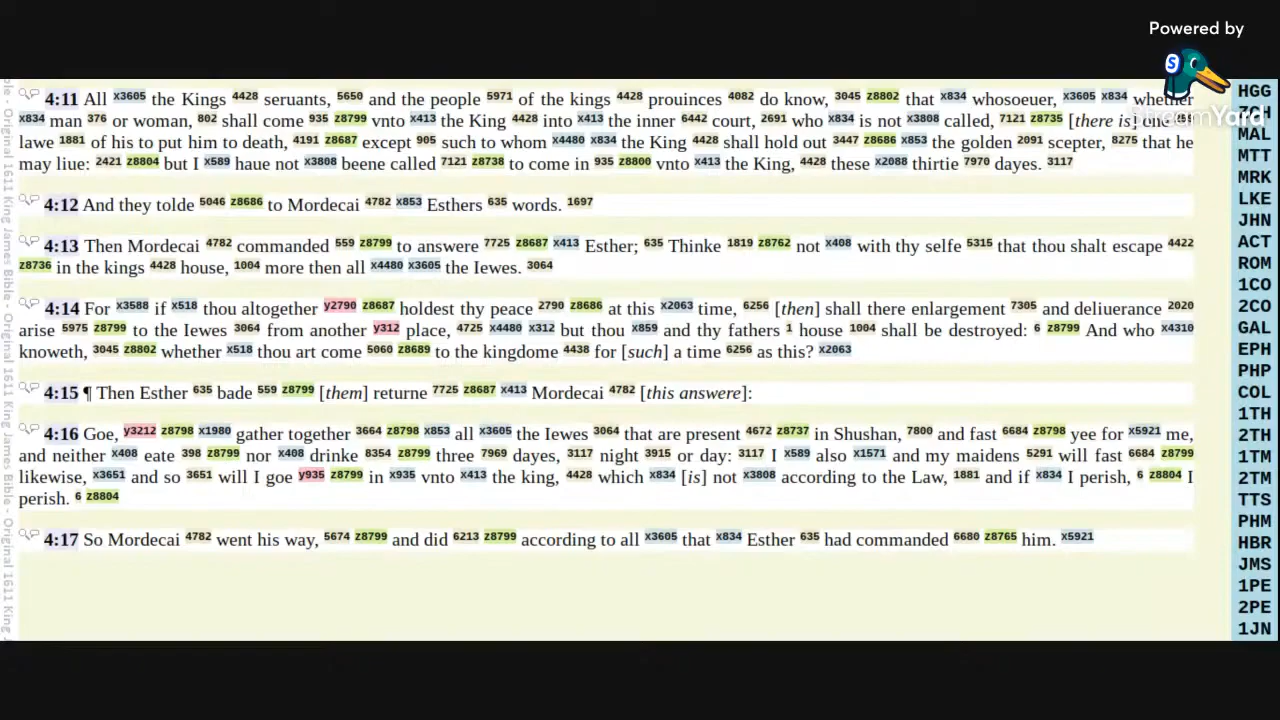 Powered by
StreamYard
4:11 All x3605 the Kings 4428 seruants, 5650 and the people 5971 of the kings 4428 prouinces 4082 do know, 3045 z8802 that x834 whosoeuer, x3605 x834 whether
x834 man 376 or woman, 802 shall come 935 z8799 vnto x413 the King 4428 into x413 the inner 6442 court, 2691 who x834 is not x3808 called, 7121 z8735 [there is] one
lawe 1881 of his to put him to death, 4191 z8687 except 905 such to whom x4480 x834 the King 4428 shall hold out 3447 z8686 x853 the golden 2091 scepter, 8275 that he
may liue: 2421 z8804 but I x589 haue not x3808 beene called 7121 z8738 to come in 935 z8800 vnto x413 the King, 4428 these x2088 thirtie 7970 dayes. 3117
4:12 And they tolde 5046 z8686 to Mordecai 4782 x853 Esthers 635 words. 1697
4:13 Then Mordecai 4782 commanded 559 z8799 to answere 7725 z8687 x413 Esther; 635 Thinke 1819 z8762 not x408 with thy selfe 5315 that thou shalt escape 4422
z8736 in the kings 4428 house, 1004 more then all x4480 x3605 the Iewes. 3064
4:14 For x3588 if x518 thou altogether y2790 z8687 holdest thy peace 2790 z8686 at this x2063 time, 6256 [then] shall there enlargement 7305 and deliuerance 2020
arise 5975 z8799 to the Iewes 3064 from another y312 place, 4725 x4480 x312 but thou x859 and thy fathers 1 house 1004 shall be destroyed: 6 z8799 And who x4310
knoweth, 3045 z8802 whether x518 thou art come 5060 z8689 to the kingdome 4438 for [such] a time 6256 as this? x2063
4:15 ¶ Then Esther 635 bade 559 z8799 [them] returne 7725 z8687 x413 Mordecai 4782 [this answere]:
4:16 Goe, y3212 z8798 x1980 gather together 3664 z8798 x853 all x3605 the Iewes 3064 that are present 4672 z8737 in Shushan, 7800 and fast 6684 z8798 yee for x5921 me,
and neither x408 eate 398 z8799 nor x408 drinke 8354 z8799 three 7969 dayes, 3117 night 3915 or day: 3117 I x589 also x1571 and my maidens 5291 will fast 6684 z8799
likewise, x3651 and so 3651 will I goe y935 z8799 in x935 vnto x413 the king, 4428 which x834 [is] not x3808 according to the Law, 1881 and if x834 I perish, 6 z8804 I
perish. 6 z8804
4:17 So Mordecai 4782 went his way, 5674 z8799 and did 6213 z8799 according to all x3605 that x834 Esther 635 had commanded 6680 z8765 him. x5921
HGG
MAL
MTT
MRK
LKE
JHN
ACT
ROM
1CO
2CO
GAL
EPH
PHP
COL
1TH
2TH
1TM
2TM
TTS
PHM
HBR
JMS
1PE
2PE
1JN
Bible - Original 1611 King James Bible - Original 1611 King J